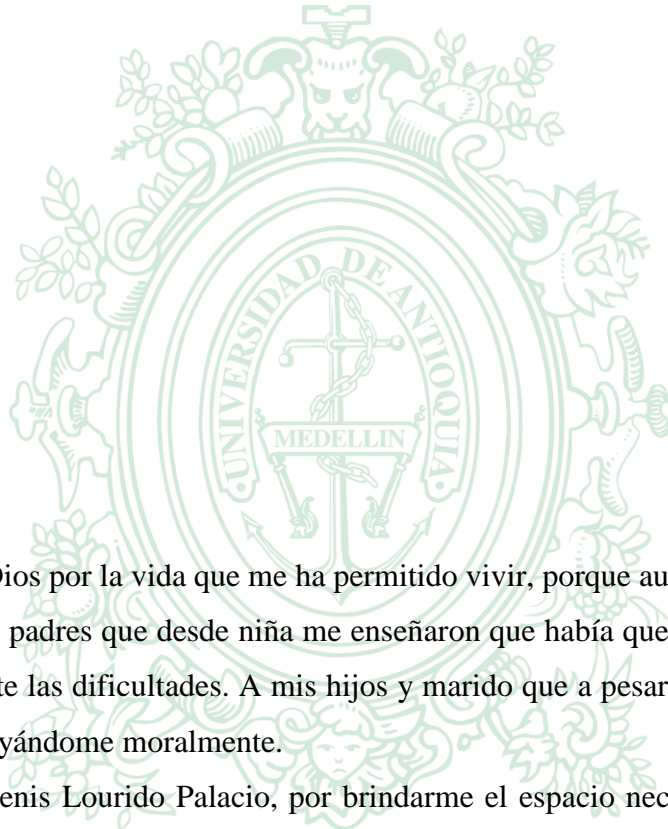 UNIVERSIDAD DE ANTIOQUIA
MEDELLIN
Dios por la vida que me ha permitido vivir, porque au
padres que desde niña me enseñaron que había que
te las dificultades. A mis hijos y marido que a pesar
yándome moralmente.
enis Lourido Palacio, por brindarme el espacio nec